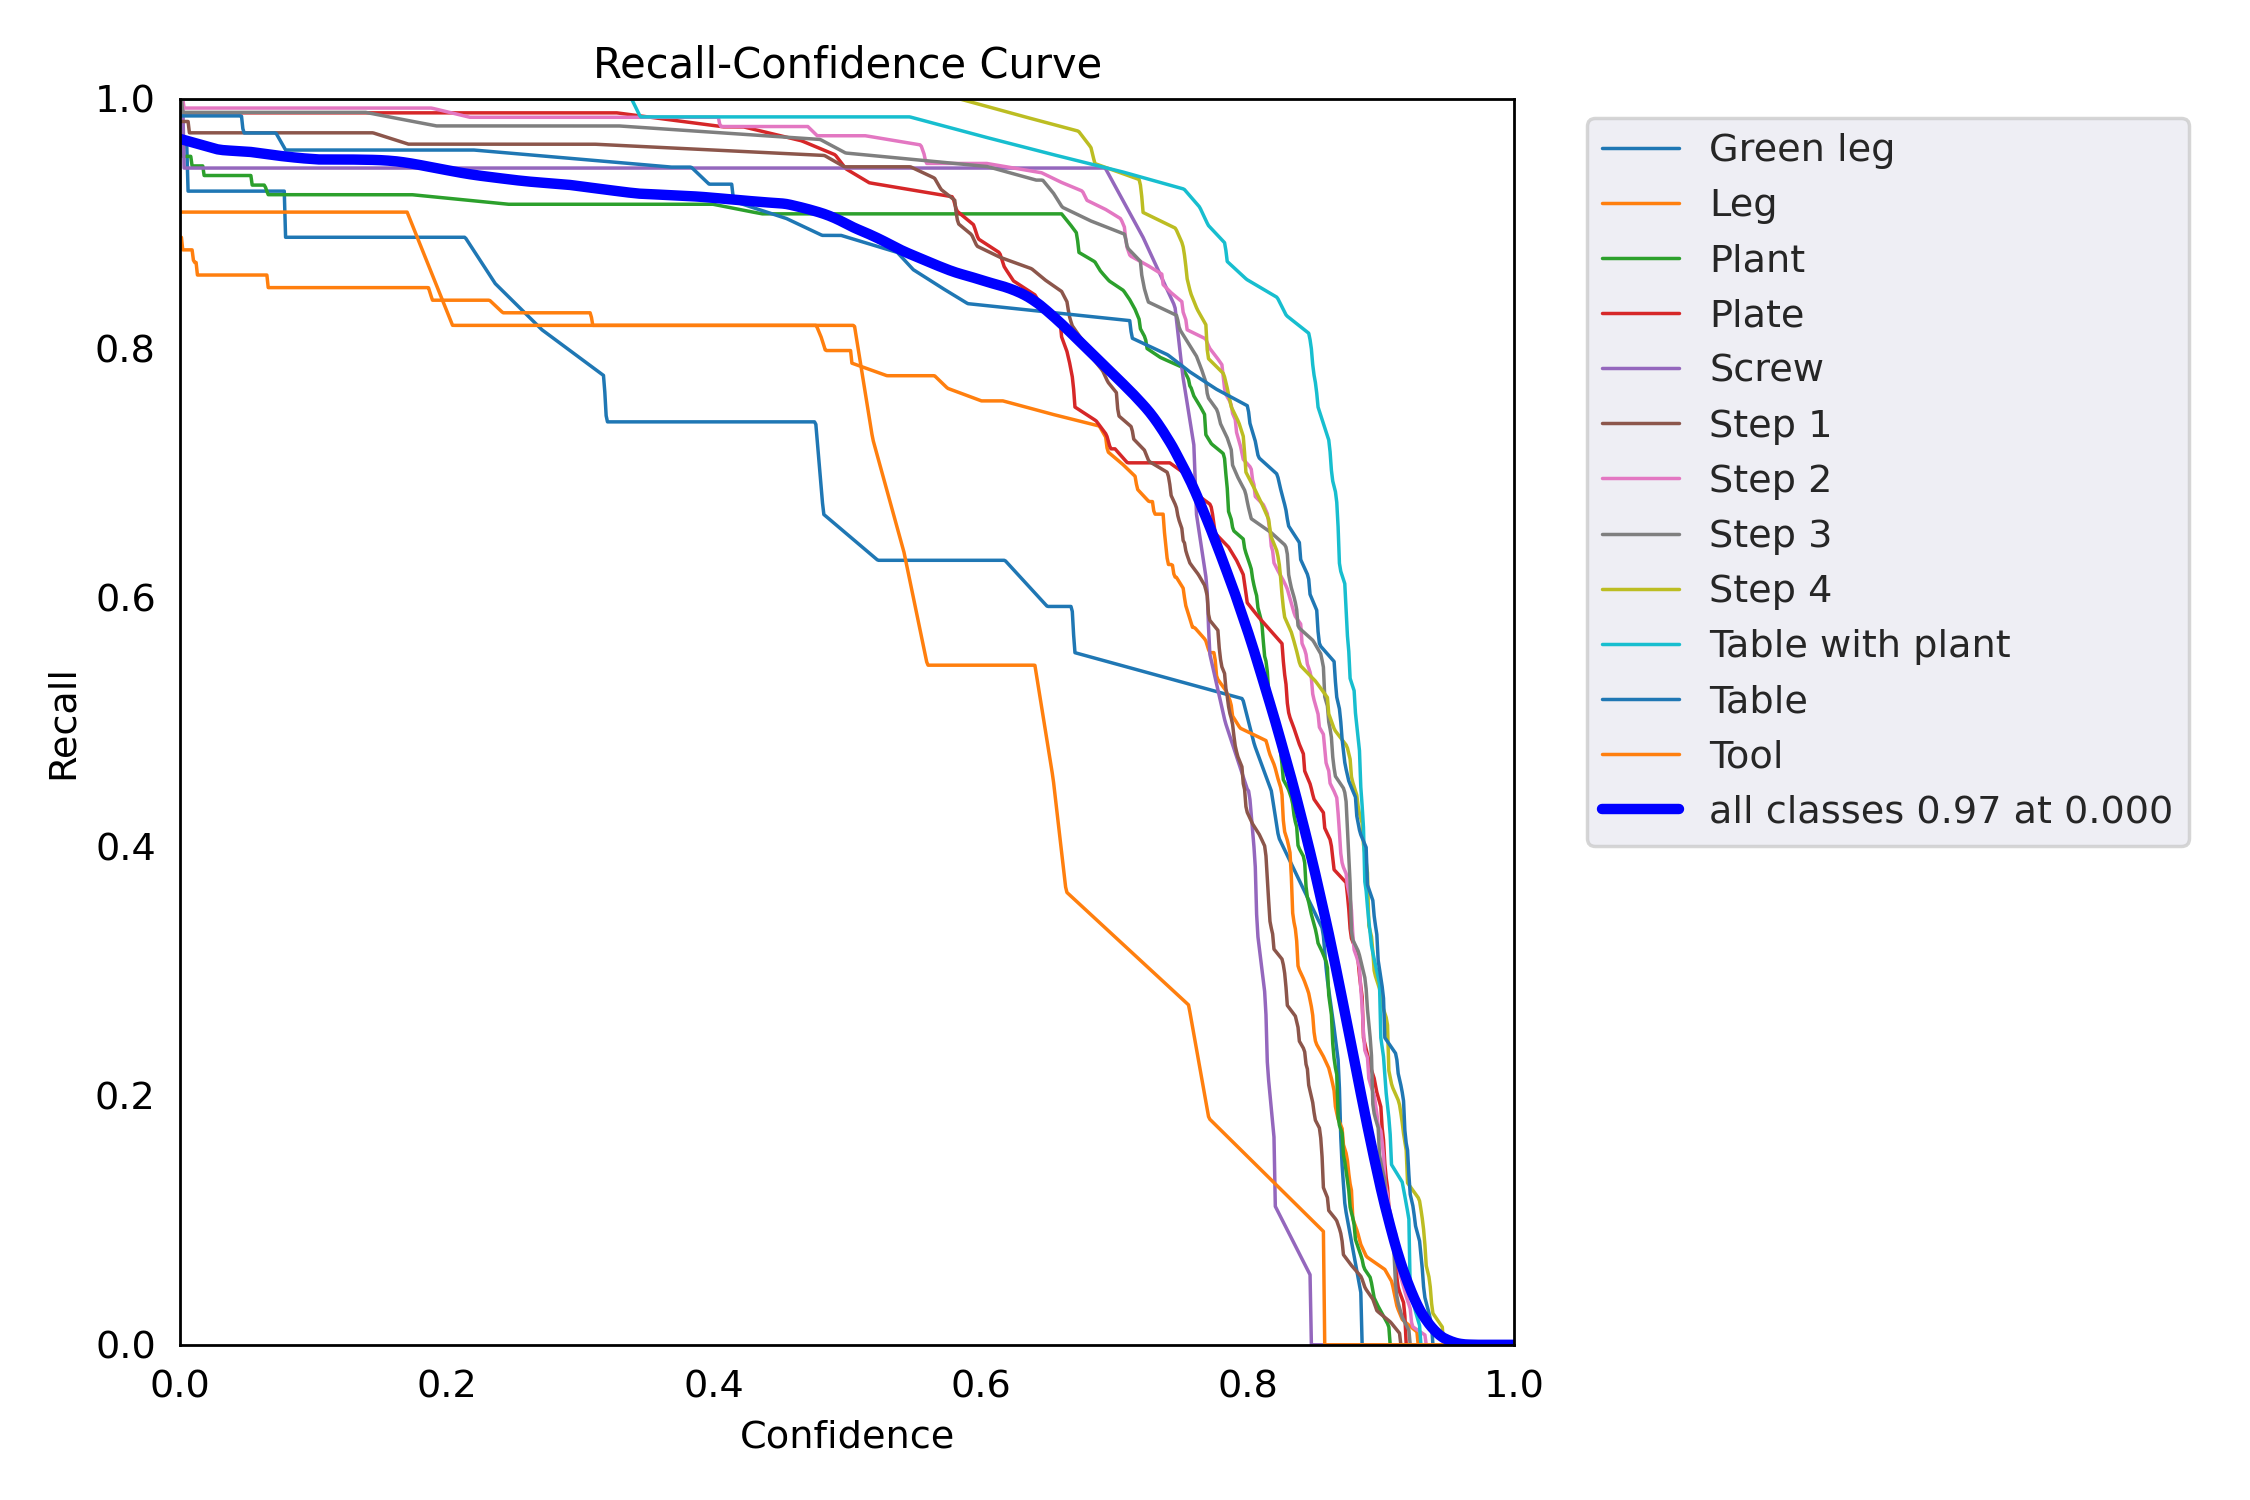 Recall-Confidence Curve
1.0
0.8
0.6
0.4
0.2
0.0
Recall
0.0 0.2 0.4 0.6 0.8 1.0
Confidence
Green leg
Leg
Plant
Plate
Screw
Step 1
Step 2
Step 3
Step 4
Table with plant
Table
Tool
all classes 0.97 at 0.000